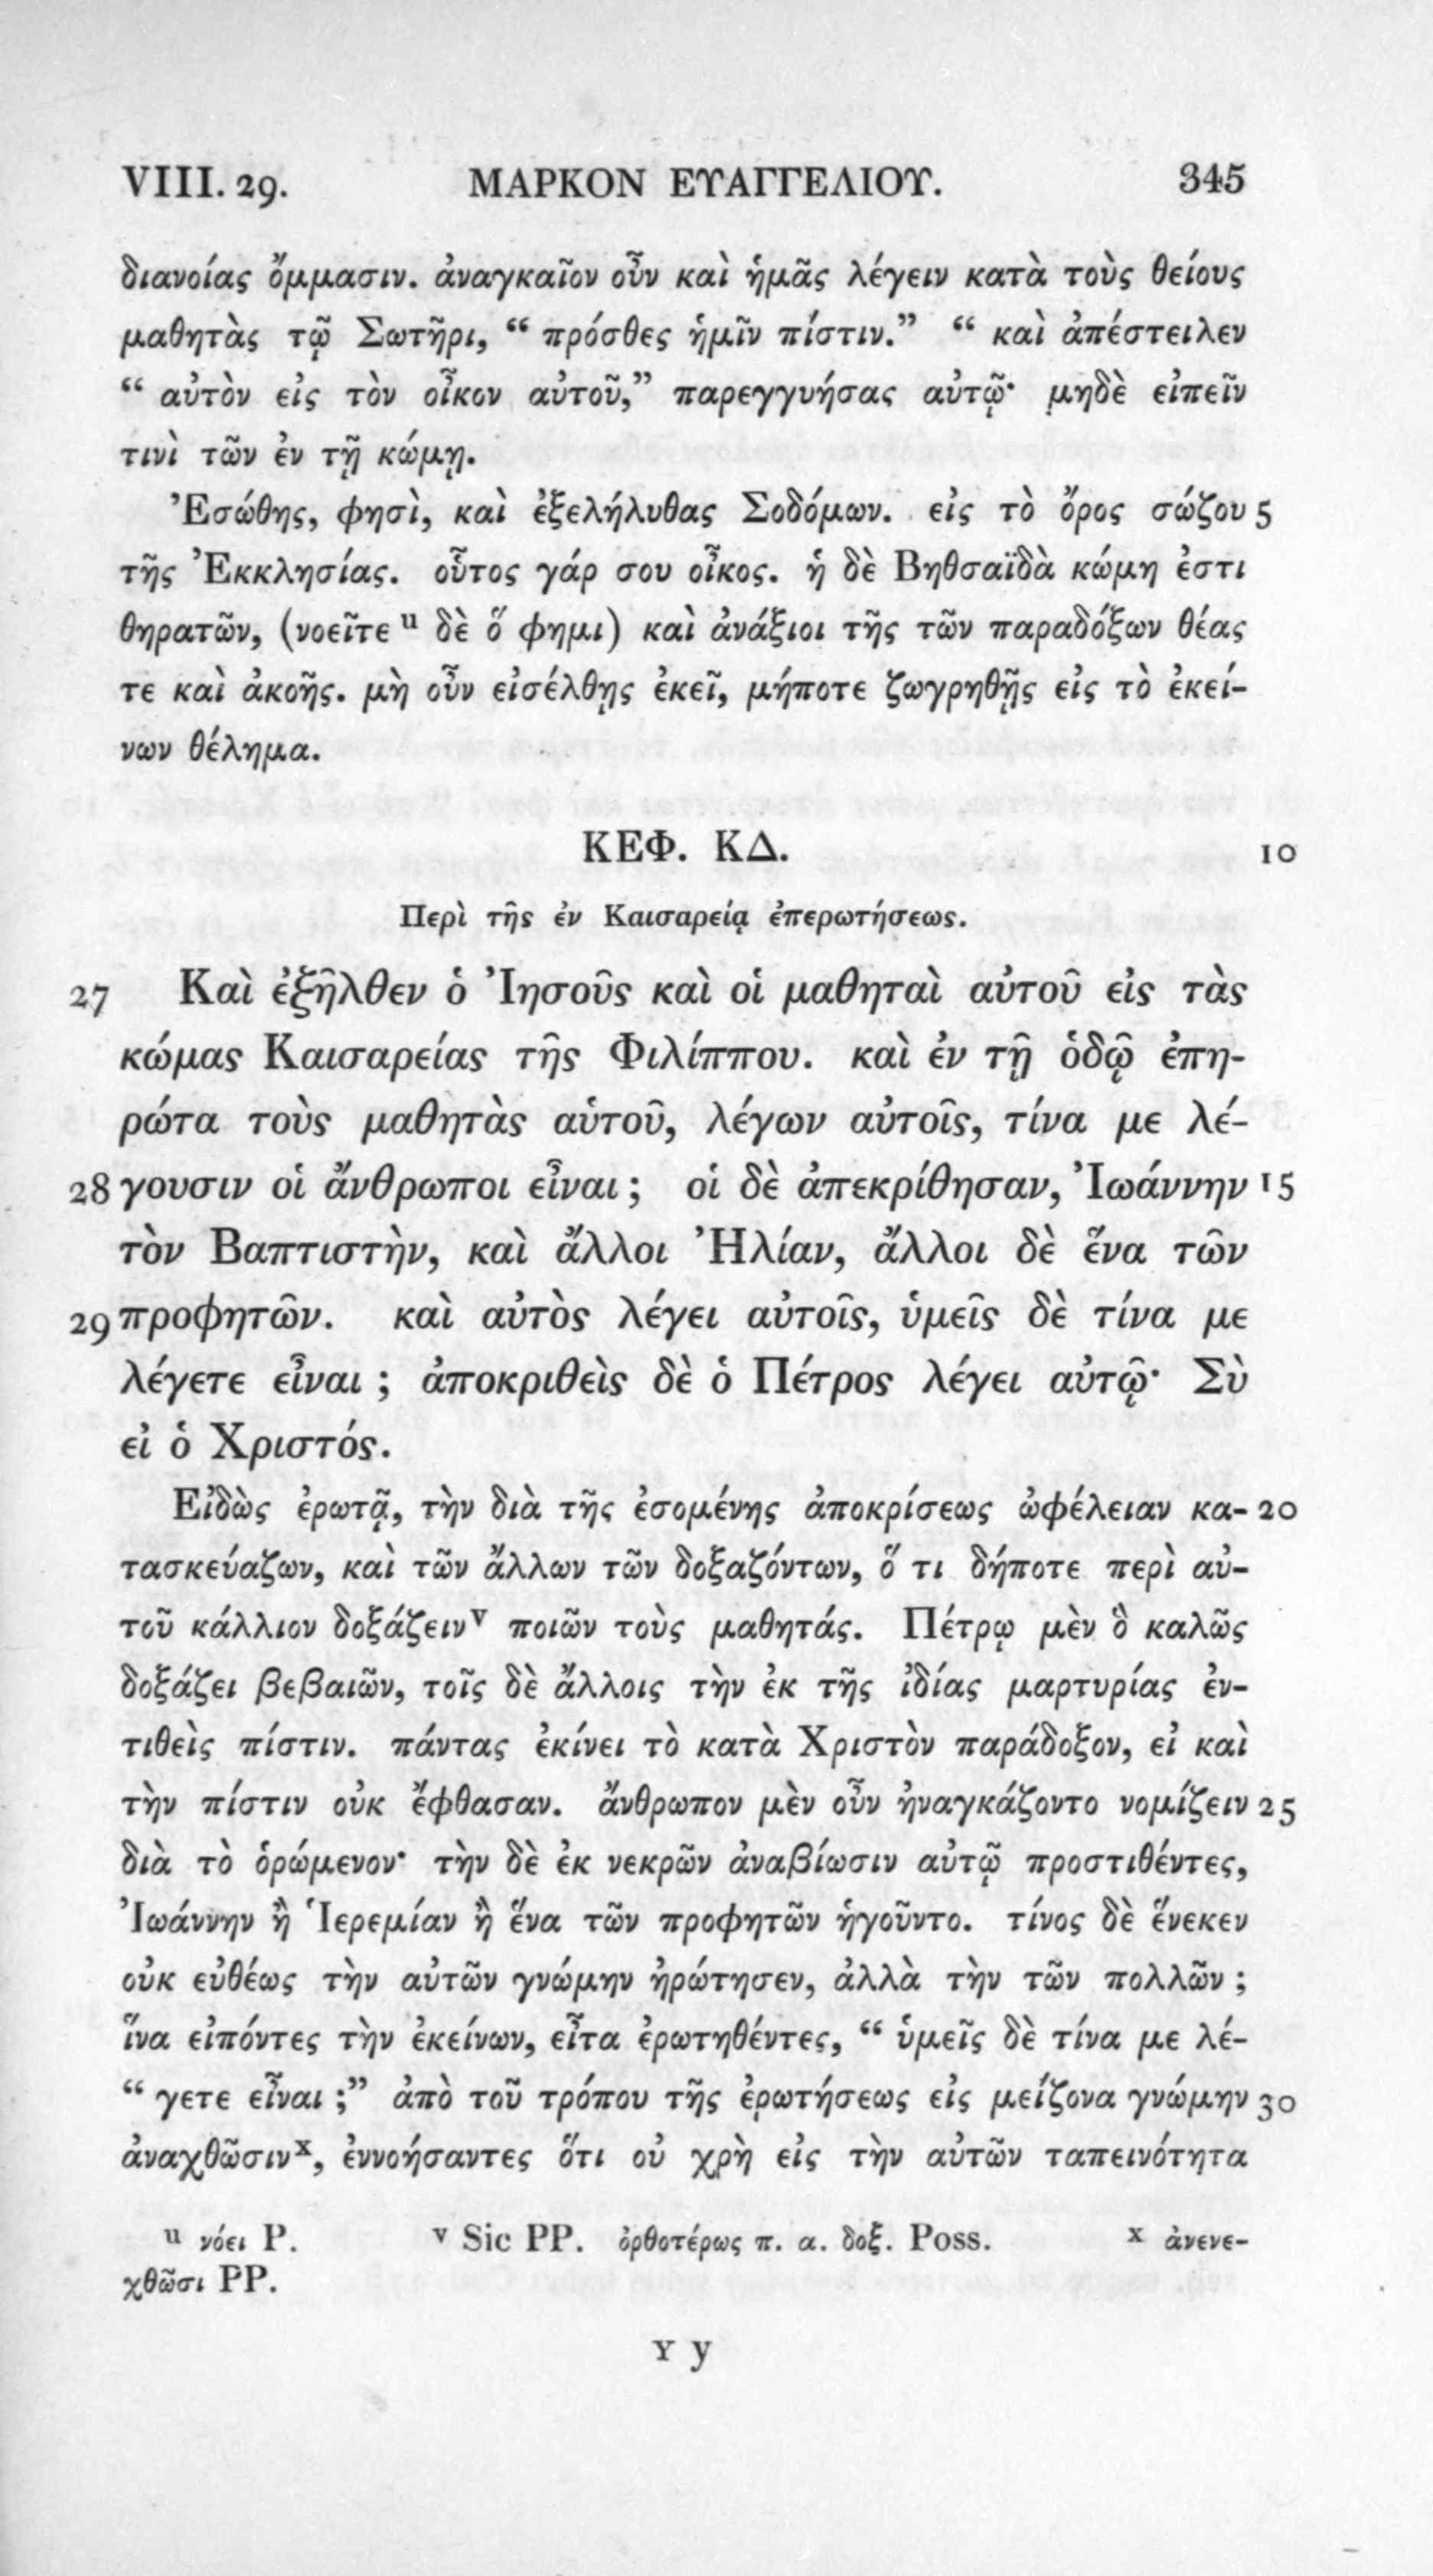 VIII. 29. ΜΑΡΚΟΝ ΕΥΑΓΓΕΛΙΟΥ. 345
διανοίας ὄμμασιν. ἀναγκαῖον οὖν καὶ ἡμᾶς λέγειν κατὰ τοὺς θείους
μαθητὰς τῷ Σωτῆρι, “ πρόσθες ἡμῖν πίστιν.” “ καὶ ἀπέστειλεν
“ αὐτὸν εἰς τὸν οἶκον αὐτοῦ,” παρεγγυήσας αὐτῷ· μηδὲ εἰπεῖν
τινὶ τῶν ἐν τῇ κώμῃ.
Ἐσώθης, φησὶ, καὶ ἐξελήλυθας Σοδόμων. εἰς τὸ ὄρος σώζου 5
τῆς Ἐκκλησίας. οὗτος γάρ σου οἶκος. ἡ δὲ Βηθσαϊδὰ κώμη ἐστι
θηρατῶν, (νοεῖτε u δὲ ὅ φημι) καὶ ἀνάξιοι τῆς τῶν παραδόξων θέας
τε καὶ ἀκοῆς. μὴ οὖν εἰσέλθῃς ἐκεῖ, μήποτε ζωγρηθῇς εἰς τὸ ἐκεί-
νων θέλημα.
ΚΕΦ. ΚΔ. 10
Περὶ τῆς ἐν Καισαρείᾳ ἐπερωτήσεως.
27 Καὶ ἐξῆλθεν ὁ Ἰησοῦς καὶ οἱ μαθηταὶ αὐτοῦ εἰς τὰς
κώμας Καισαρείας τῆς Φιλίππου. καὶ ἐν τῇ ὁδῷ ἐπη-
ρώτα τοὺς μαθητὰς αὑτοῦ, λέγων αὐτοῖς, τίνα με λέ-
28 γουσιν οἱ ἄνθρωποι εἶναι ; οἱ δὲ ἀπεκρίθησαν, Ἰωάννην 15
τὸν Βαπτιστὴν, καὶ ἄλλοι Ἠλίαν, ἄλλοι δὲ ἕνα τῶν
29 προφητῶν. καὶ αὐτὸς λέγει αὐτοῖς, ὑμεῖς δὲ τίνα με
λέγετε εἶναι ; ἀποκριθεὶς δὲ ὁ Πέτρος λέγει αὐτῷ· Σὺ
εἰ ὁ Χριστός.
Εἰδὼς ἐρωτᾷ, τὴν διὰ τῆς ἐσομένης ἀποκρίσεως ὠφέλειαν κα- 20
τασκευάζων, καὶ τῶν ἄλλων τῶν δοξαζόντων, ὅ τι δήποτε περὶ αὐ-
τοῦ κάλλιον δοξάζειν v ποιῶν τοὺς μαθητάς. Πέτρῳ μὲν ὃ καλῶς
δοξάζει βεβαιῶν, τοῖς δὲ ἄλλοις τὴν ἐκ τῆς ἰδίας μαρτυρίας ἐν-
τιθεὶς πίστιν. πάντας ἐκίνει τὸ κατὰ Χριστὸν παράδοξον, εἰ καὶ
τὴν πίστιν οὐκ ἔφθασαν. ἄνθρωπον μὲν οὖν ἠναγκάζοντο νομίζειν 25
διὰ τὸ ὁρώμενον· τὴν δὲ ἐκ νεκρῶν ἀναβίωσιν αὐτῷ προστιθέντες,
Ἰωάννην ἢ Ἱερεμίαν ἢ ἕνα τῶν προφητῶν ἡγοῦντο. τίνος δὲ ἕνεκεν
οὐκ εὐθέως τὴν αὐτῶν γνώμην ἠρώτησεν, ἀλλὰ τὴν τῶν πολλῶν ;
ἵνα εἰπόντες τὴν ἐκείνων, εἶτα ἐρωτηθέντες, “ ὑμεῖς δὲ τίνα με λέ-
“ γετε εἶναι ;” ἀπὸ τοῦ τρόπου τῆς ἐρωτήσεως εἰς μείζονα γνώμην 30
ἀναχθῶσιν x, ἐννοήσαντες ὅτι οὐ χρὴ εἰς τὴν αὐτῶν ταπεινότητα
u νόει P. v Sic PP. ὀρθοτέρως π. α. δοξ. Poss. x ἀνενε-
χθῶσι PP.
Y y